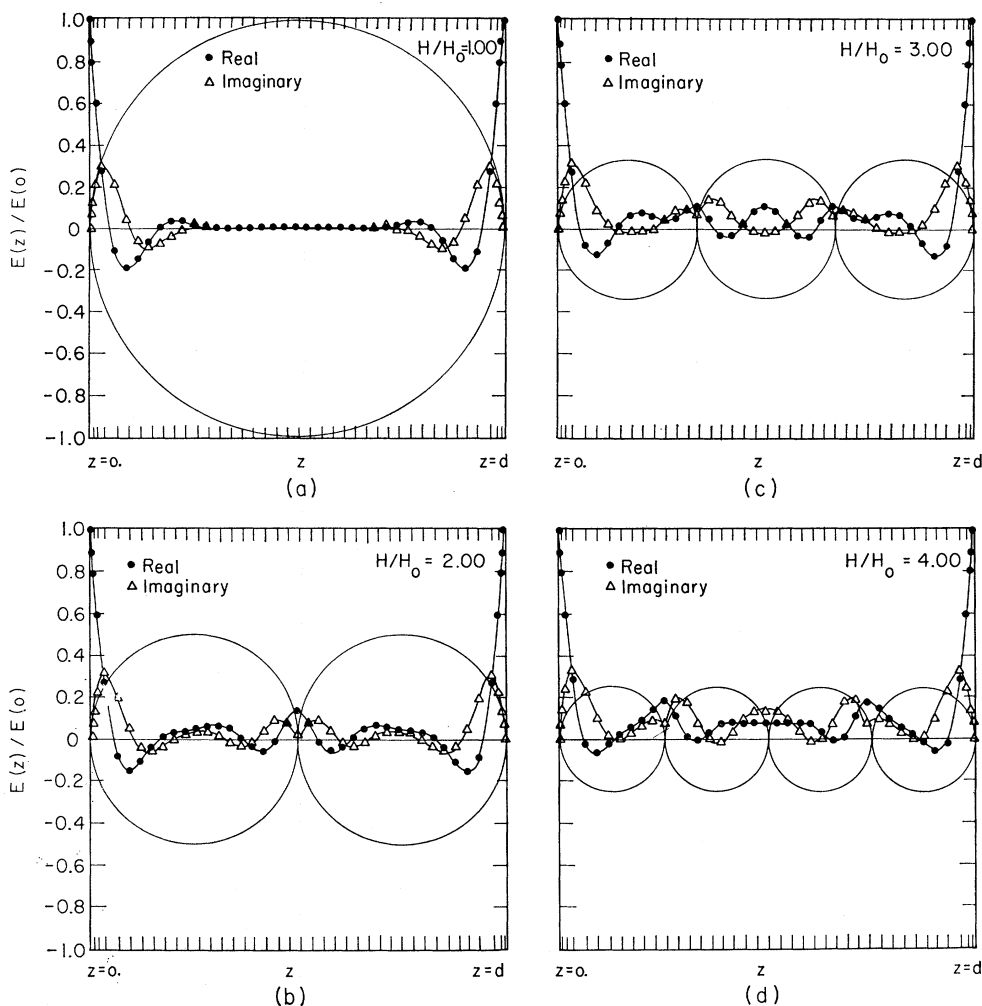 1.0
0.8
0.6
0.4
0.2
0
-0.2
-0.4
-0.6
-0.8
-1.0
E(z) / E(o)
H/H₀=1.00
● Real
△ Imaginary
z=o.
z
z=d
(a)
H/H₀ = 3.00
● Real
△ Imaginary
z=o.
z
z=d
(c)
1.0
0.8
0.6
0.4
0.2
0
-0.2
-0.4
-0.6
-0.8
-1.0
E(z)/E(o)
H/H₀ = 2.00
● Real
△ Imaginary
z=o.
z
z=d
(b)
H/H₀ = 4.00
● Real
△ Imaginary
z=o.
z
z=d
(d)